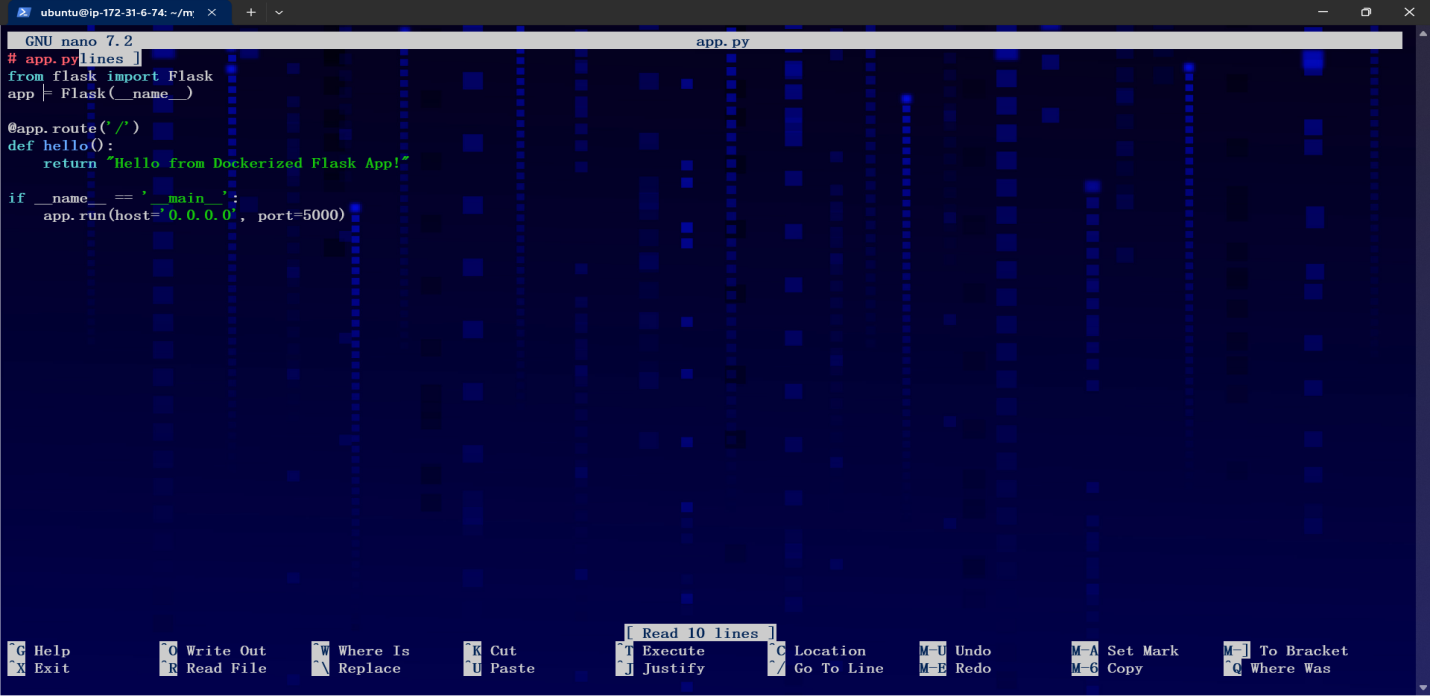 ubuntu@ip-172-31-6-74: ~/my
GNU nano 7.2 app.py
# app.pylines ]
from flask import Flask
app = Flask(__name__)
@app.route('/')
def hello():
    return "Hello from Dockerized Flask App!"
if __name__ == '__main__':
    app.run(host='0.0.0.0', port=5000)
[ Read 10 lines ]
^G Help ^O Write Out ^W Where Is ^K Cut ^T Execute ^C Location M-U Undo M-A Set Mark M-] To Bracket
^X Exit ^R Read File ^\ Replace ^U Paste ^J Justify ^/ Go To Line M-E Redo M-6 Copy ^Q Where Was